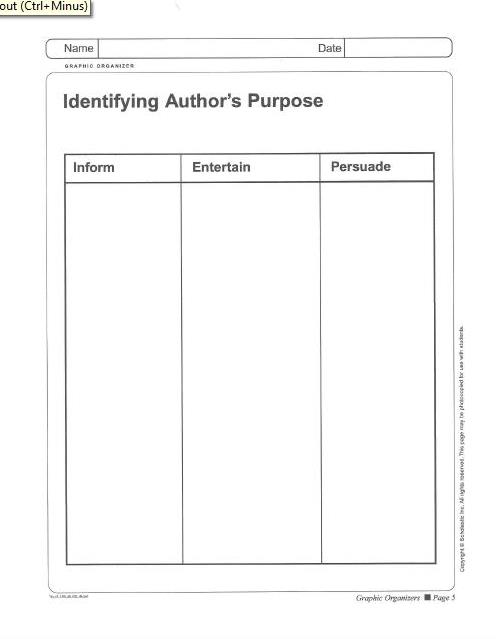 out (Ctrl+Minus)
Name Date
GRAPHIC ORGANIZER
Identifying Author's Purpose
Inform Entertain Persuade
Copyright © Scholastic Inc. All rights reserved. This page may be photocopied for use with students.
Graphic Organizers ■ Page 5